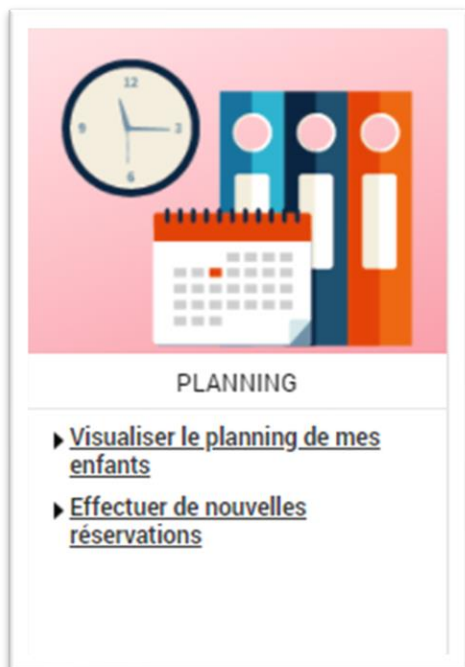 12
9 3
6
PLANNING
Visualiser le planning de mes
enfants
Effectuer de nouvelles
réservations